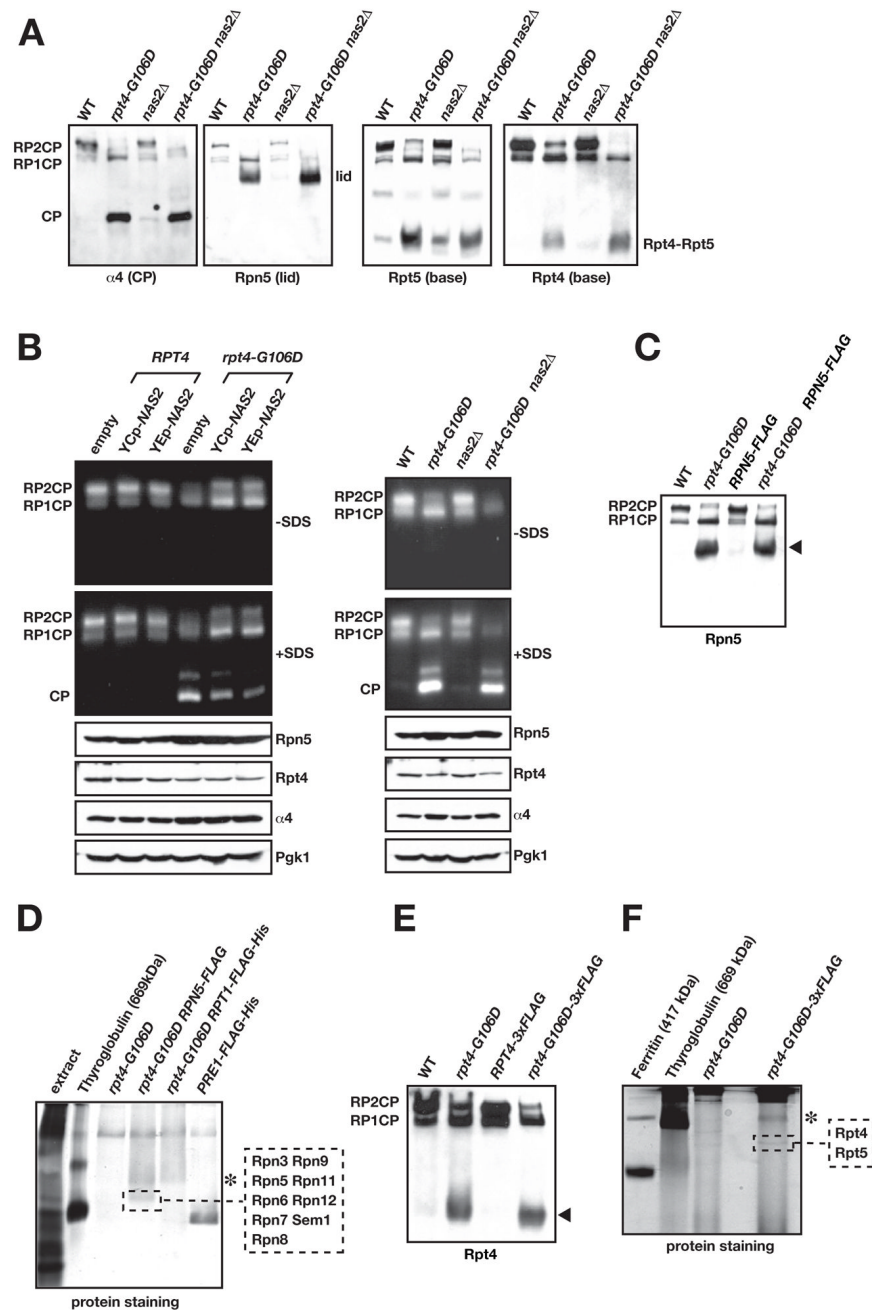 A
WT
rpt4-G106D
nas2Δ
rpt4-G106D nas2Δ
WT
rpt4-G106D
nas2Δ
rpt4-G106D nas2Δ
WT
rpt4-G106D
nas2Δ
rpt4-G106D nas2Δ
WT
rpt4-G106D
nas2Δ
rpt4-G106D nas2Δ
RP2CP
RP1CP
CP
lid
Rpt4-Rpt5
α4 (CP)
Rpn5 (lid)
Rpt5 (base)
Rpt4 (base)
B
RPT4
rpt4-G106D
empty
YCp-NAS2
YEp-NAS2
empty
YCp-NAS2
YEp-NAS2
RP2CP
RP1CP
-SDS
RP2CP
RP1CP
CP
+SDS
Rpn5
Rpt4
α4
Pgk1
WT
rpt4-G106D
nas2Δ
rpt4-G106D nas2Δ
RP2CP
RP1CP
-SDS
RP2CP
RP1CP
CP
+SDS
Rpn5
Rpt4
α4
Pgk1
C
WT
rpt4-G106D
RPN5-FLAG
rpt4-G106D RPN5-FLAG
RP2CP
RP1CP
Rpn5
D
extract
Thyroglobulin (669kDa)
rpt4-G106D
rpt4-G106D RPN5-FLAG
rpt4-G106D RPT1-FLAG-His
PRE1-FLAG-His
*
Rpn3 Rpn9
Rpn5 Rpn11
Rpn6 Rpn12
Rpn7 Sem1
Rpn8
protein staining
E
WT
rpt4-G106D
RPT4-3xFLAG
rpt4-G106D-3xFLAG
RP2CP
RP1CP
Rpt4
F
Ferritin (417 kDa)
Thyroglobulin (669 kDa)
rpt4-G106D
rpt4-G106D-3xFLAG
*
Rpt4
Rpt5
protein staining